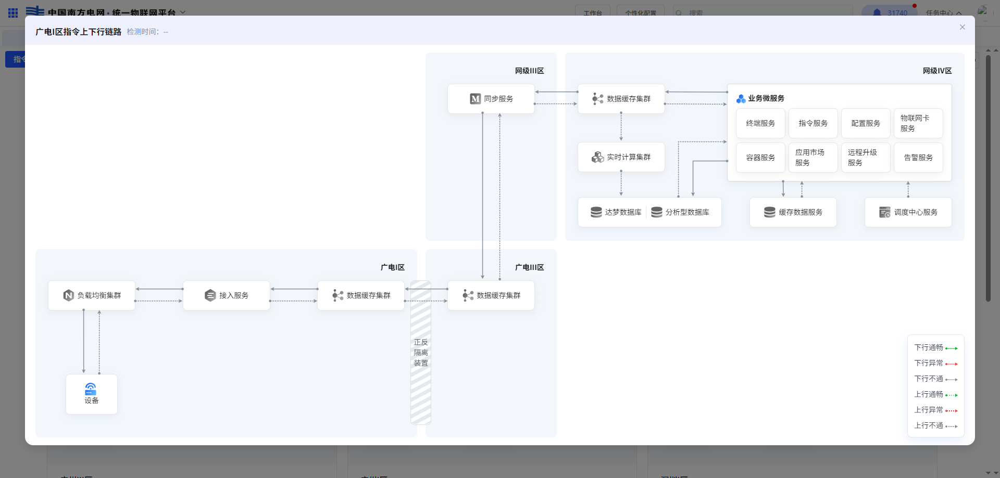 中国南方电网·统一物联网平台
工作台
个性化配置
搜索
31740
任务中心
指令
广电I区指令上下行链路 检测时间：--
网级III区
网级IV区
同步服务
数据缓存集群
业务微服务
终端服务
指令服务
配置服务
物联网卡
服务
实时计算集群
容器服务
应用市场
服务
远程升级
服务
告警服务
达梦数据库
分析型数据库
缓存数据服务
调度中心服务
广电I区
广电III区
负载均衡集群
接入服务
数据缓存集群
数据缓存集群
正反
隔离
装置
设备
下行通畅
下行异常
下行不通
上行通畅
上行异常
上行不通